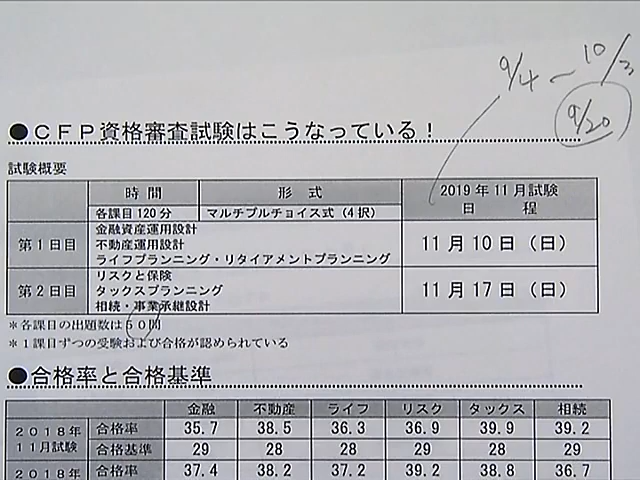 9/4 ~ 10/2
9/20
●CFP資格審査試験はこうなっている!
試験概要
時間 形式 2019年11月試験
日程
各課目120分 マルチプルチョイス式(4択)
第1日目 金融資産運用設計 11月10日(日)
不動産運用設計
ライフプランニング・リタイアメントプランニング
第2日目 リスクと保険 11月17日(日)
タックスプランニング
相続・事業承継設計
*各課目の出題数は50問
*1課目ずつの受験および合格が認められている
●合格率と合格基準
金融 不動産 ライフ リスク タックス 相続
2018年 合格率 35.7 38.5 36.3 36.9 39.9 39.2
11月試験 合格基準 29 28 28 29 28 29
2018年 合格率 37.4 38.2 37.2 39.2 38.8 36.7